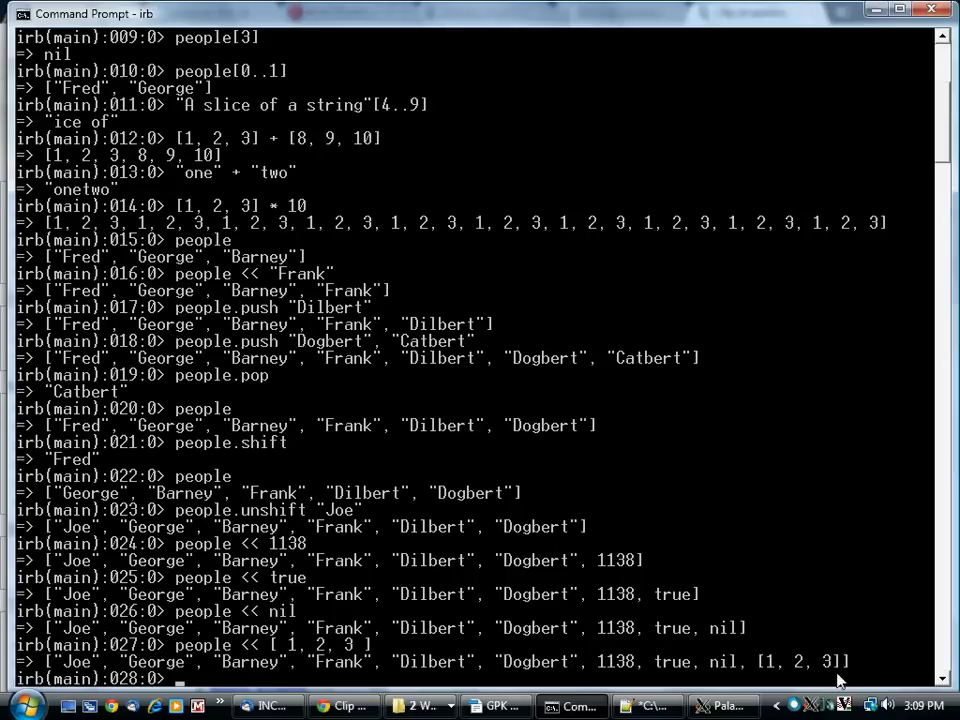 Command Prompt - irb
irb(main):009:0> people[3]
=> nil
irb(main):010:0> people[0..1]
=> ["Fred", "George"]
irb(main):011:0> "A slice of a string"[4..9]
=> "ice of"
irb(main):012:0> [1, 2, 3] + [8, 9, 10]
=> [1, 2, 3, 8, 9, 10]
irb(main):013:0> "one" + "two"
=> "onetwo"
irb(main):014:0> [1, 2, 3] * 10
=> [1, 2, 3, 1, 2, 3, 1, 2, 3, 1, 2, 3, 1, 2, 3, 1, 2, 3, 1, 2, 3, 1, 2, 3, 1, 2, 3, 1, 2, 3]
irb(main):015:0> people
=> ["Fred", "George", "Barney"]
irb(main):016:0> people << "Frank"
=> ["Fred", "George", "Barney", "Frank"]
irb(main):017:0> people.push "Dilbert"
=> ["Fred", "George", "Barney", "Frank", "Dilbert"]
irb(main):018:0> people.push "Dogbert", "Catbert"
=> ["Fred", "George", "Barney", "Frank", "Dilbert", "Dogbert", "Catbert"]
irb(main):019:0> people.pop
=> "Catbert"
irb(main):020:0> people
=> ["Fred", "George", "Barney", "Frank", "Dilbert", "Dogbert"]
irb(main):021:0> people.shift
=> "Fred"
irb(main):022:0> people
=> ["George", "Barney", "Frank", "Dilbert", "Dogbert"]
irb(main):023:0> people.unshift "Joe"
=> ["Joe", "George", "Barney", "Frank", "Dilbert", "Dogbert"]
irb(main):024:0> people << 1138
=> ["Joe", "George", "Barney", "Frank", "Dilbert", "Dogbert", 1138]
irb(main):025:0> people << true
=> ["Joe", "George", "Barney", "Frank", "Dilbert", "Dogbert", 1138, true]
irb(main):026:0> people << nil
=> ["Joe", "George", "Barney", "Frank", "Dilbert", "Dogbert", 1138, true, nil]
irb(main):027:0> people << [ 1, 2, 3 ]
=> ["Joe", "George", "Barney", "Frank", "Dilbert", "Dogbert", 1138, true, nil, [1, 2, 3]]
irb(main):028:0>
INC... Clip ... 2 W... GPK ... Com... *C:\... Pala... 3:09 PM